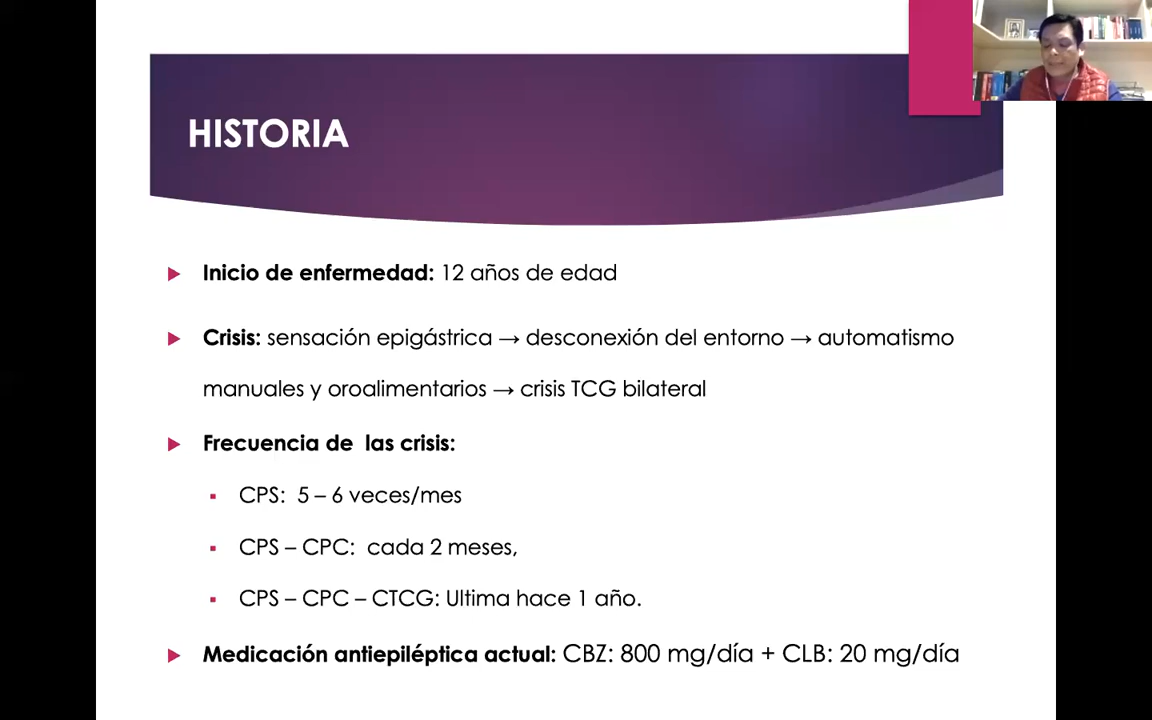 HISTORIA
Inicio de enfermedad: 12 años de edad
Crisis: sensación epigástrica → desconexión del entorno → automatismo
manuales y oroalimentarios → crisis TCG bilateral
Frecuencia de las crisis:
CPS: 5 – 6 veces/mes
CPS – CPC: cada 2 meses,
CPS – CPC – CTCG: Ultima hace 1 año.
Medicación antiepiléptica actual: CBZ: 800 mg/día + CLB: 20 mg/día